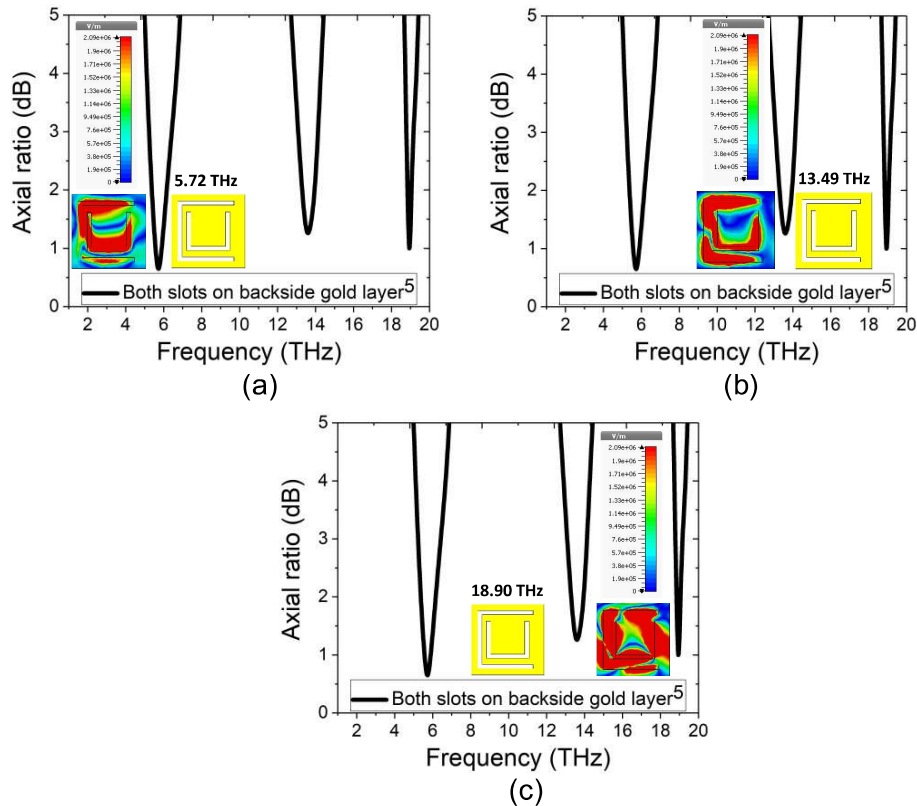 V/m
2.09e+06
1.9e+06
1.71e+06
1.52e+06
1.33e+06
1.14e+06
9.49e+05
7.6e+05
5.7e+05
3.8e+05
1.9e+05
0
5
4
3
2
1
0
Axial ratio (dB)
5.72 THz
Both slots on backside gold layer5
2 4 6 8 10 12 14 16 18 20
Frequency (THz)
(a)
V/m
2.09e+06
1.9e+06
1.71e+06
1.52e+06
1.33e+06
1.14e+06
9.49e+05
7.6e+05
5.7e+05
3.8e+05
1.9e+05
0
5
4
3
2
1
0
Axial ratio (dB)
13.49 THz
Both slots on backside gold layer5
2 4 6 8 10 12 14 16 18 20
Frequency (THz)
(b)
V/m
2.09e+06
1.9e+06
1.71e+06
1.52e+06
1.33e+06
1.14e+06
9.49e+05
7.6e+05
5.7e+05
3.8e+05
1.9e+05
0
5
4
3
2
1
0
Axial ratio (dB)
18.90 THz
Both slots on backside gold layer5
2 4 6 8 10 12 14 16 18 20
Frequency (THz)
(c)